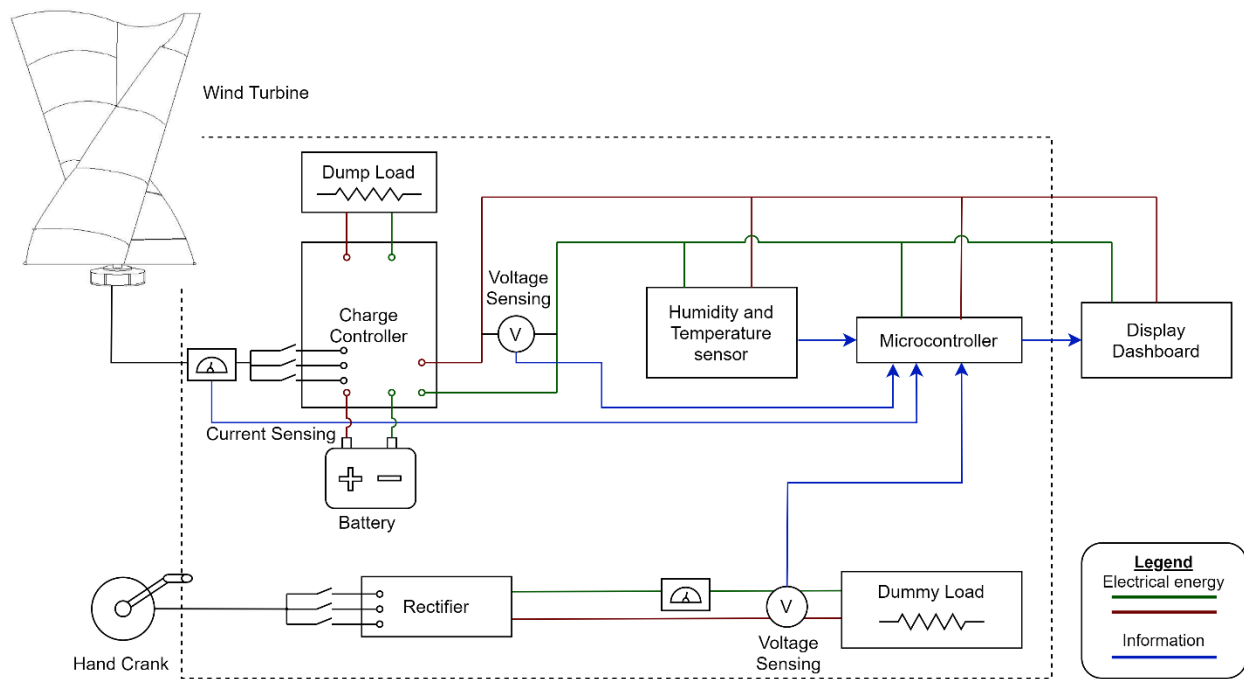 Wind Turbine
Dump Load
Charge
Controller
Voltage
Sensing
V
Humidity and
Temperature
sensor
Microcontroller
Display
Dashboard
Current Sensing
Battery
Hand Crank
Rectifier
V
Voltage
Sensing
Dummy Load
Legend
Electrical energy
Information